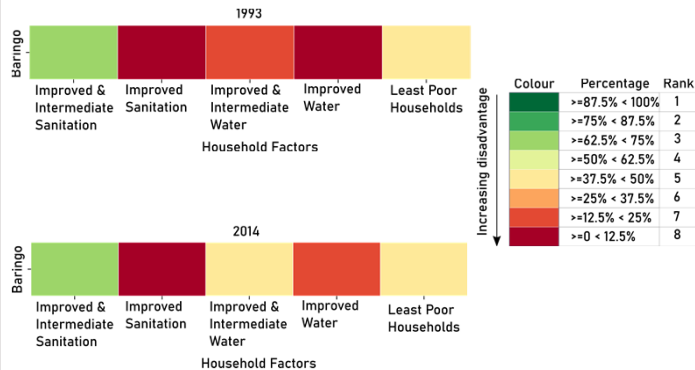 1993
Baringo
Improved &
Intermediate
Sanitation
Improved
Sanitation
Improved &
Intermediate
Water
Improved
Water
Least Poor
Households
Household Factors
2014
Baringo
Improved &
Intermediate
Sanitation
Improved
Sanitation
Improved &
Intermediate
Water
Improved
Water
Least Poor
Households
Household Factors
Increasing disadvantage
Colour Percentage Rank
>=87.5% < 100% 1
>=75% < 87.5% 2
>=62.5% < 75% 3
>=50% < 62.5% 4
>=37.5% < 50% 5
>=25% < 37.5% 6
>=12.5% < 25% 7
>=0 < 12.5% 8